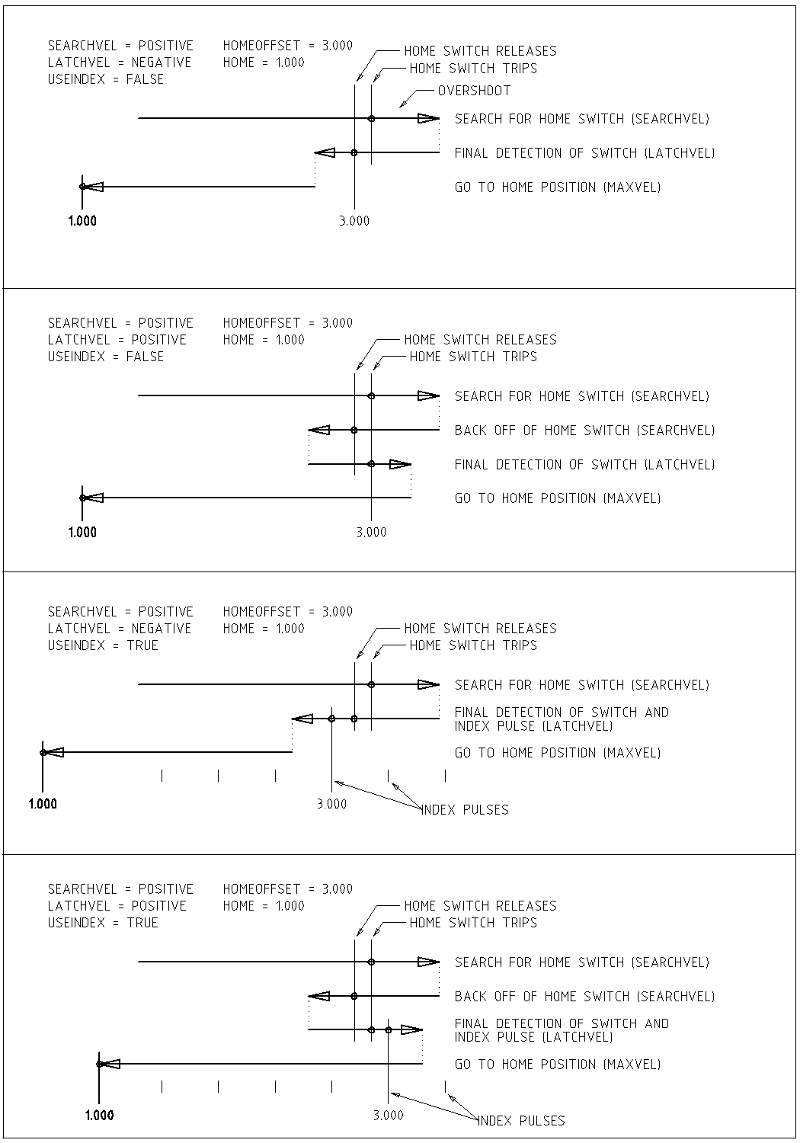 SEARCHVEL = POSITIVE HOMEOFFSET = 3.000
LATCHVEL = NEGATIVE HOME = 1.000
USEINDEX = FALSE
HOME SWITCH RELEASES
HOME SWITCH TRIPS
OVERSHOOT
SEARCH FOR HOME SWITCH (SEARCHVEL)
FINAL DETECTION OF SWITCH (LATCHVEL)
GO TO HOME POSITION (MAXVEL)
1.000 3.000
SEARCHVEL = POSITIVE HOMEOFFSET = 3.000
LATCHVEL = POSITIVE HOME = 1.000
USEINDEX = FALSE
HOME SWITCH RELEASES
HOME SWITCH TRIPS
SEARCH FOR HOME SWITCH (SEARCHVEL)
BACK OFF OF HOME SWITCH (SEARCHVEL)
FINAL DETECTION OF SWITCH (LATCHVEL)
GO TO HOME POSITION (MAXVEL)
1.000 3.000
SEARCHVEL = POSITIVE HOMEOFFSET = 3.000
LATCHVEL = NEGATIVE HOME = 1.000
USEINDEX = TRUE
HOME SWITCH RELEASES
HOME SWITCH TRIPS
SEARCH FOR HOME SWITCH (SEARCHVEL)
FINAL DETECTION OF SWITCH AND
INDEX PULSE (LATCHVEL)
GO TO HOME POSITION (MAXVEL)
1.000 3.000
INDEX PULSES
SEARCHVEL = POSITIVE HOMEOFFSET = 3.000
LATCHVEL = POSITIVE HOME = 1.000
USEINDEX = TRUE
HOME SWITCH RELEASES
HOME SWITCH TRIPS
SEARCH FOR HOME SWITCH (SEARCHVEL)
BACK OFF OF HOME SWITCH (SEARCHVEL)
FINAL DETECTION OF SWITCH AND
INDEX PULSE (LATCHVEL)
GO TO HOME POSITION (MAXVEL)
1.000 3.000
INDEX PULSES